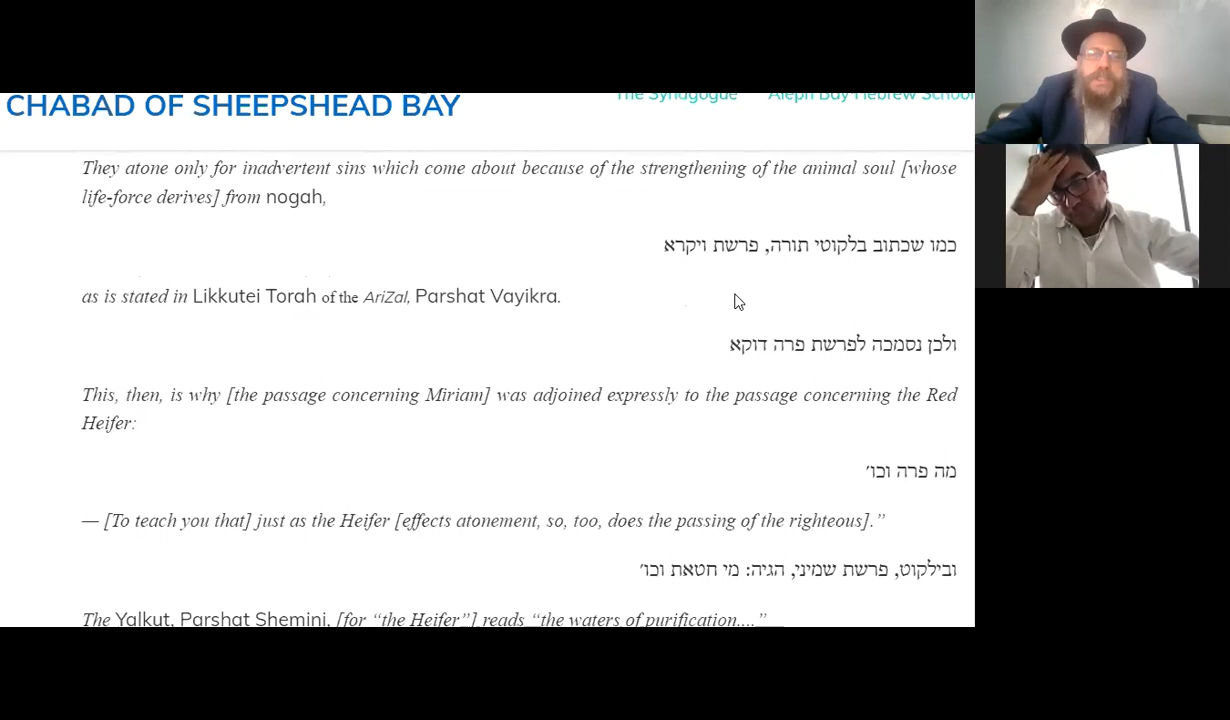 The Synagogue Aleph Bay Hebrew School
CHABAD OF SHEEPSHEAD BAY
They atone only for inadvertent sins which come about because of the strengthening of the animal soul [whose
life-force derives] from nogah,
כמו שכתוב בלקוטי תורה, פרשת ויקרא
as is stated in Likkutei Torah of the AriZal, Parshat Vayikra.
ולכן נסמכה לפרשת פרה דוקא
This, then, is why [the passage concerning Miriam] was adjoined expressly to the passage concerning the Red
Heifer:
מה פרה וכו׳
— [To teach you that] just as the Heifer [effects atonement, so, too, does the passing of the righteous].”
ובילקוט, פרשת שמיני, הגיה: מי חטאת וכו׳
The Yalkut, Parshat Shemini, [for “the Heifer”] reads “the waters of purification....”